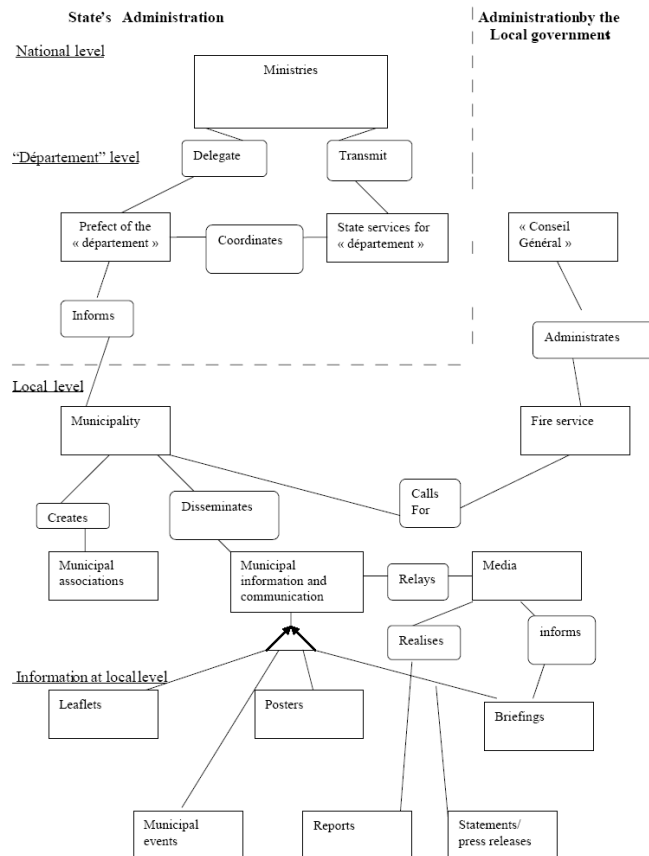 State's Administration
Administrationby the
Local government
National level
Ministries
“Département” level
Delegate
Transmit
Prefect of the
« département »
Coordinates
State services for
« département »
« Conseil
Général »
Informs
Administrates
Local level
Municipality
Fire service
Calls
For
Creates
Disseminates
Municipal
associations
Municipal
information and
communication
Relays
Media
Realises
informs
Information at local level
Leaflets
Posters
Briefings
Municipal
events
Reports
Statements/
press releases